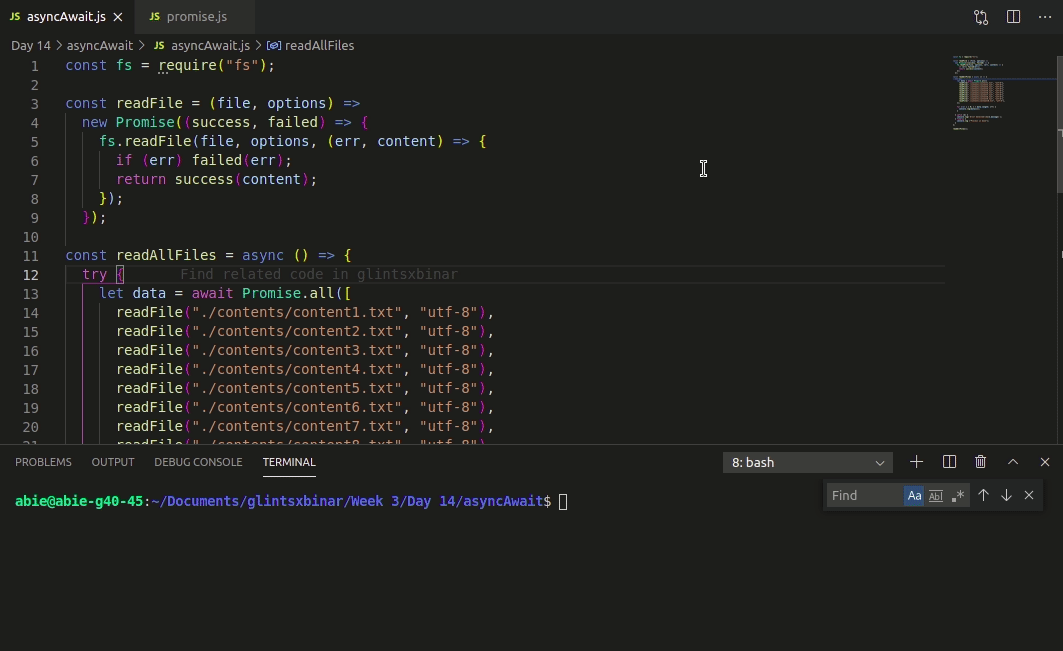 JS asyncAwait.js
JS promise.js
Day 14 > asyncAwait > JS asyncAwait.js > readAllFiles
1 const fs = require("fs");
2
3 const readFile = (file, options) =>
4 new Promise((success, failed) => {
5 fs.readFile(file, options, (err, content) => {
6 if (err) failed(err);
7 return success(content);
8 });
9 });
10
11 const readAllFiles = async () => {
12 try { Find related code in glintsxbinar
13 let data = await Promise.all([
14 readFile("./contents/content1.txt", "utf-8"),
15 readFile("./contents/content2.txt", "utf-8"),
16 readFile("./contents/content3.txt", "utf-8"),
17 readFile("./contents/content4.txt", "utf-8"),
18 readFile("./contents/content5.txt", "utf-8"),
19 readFile("./contents/content6.txt", "utf-8"),
20 readFile("./contents/content7.txt", "utf-8"),
21 readFile("./contents/content8.txt", "utf-8"),
PROBLEMS OUTPUT DEBUG CONSOLE TERMINAL 8: bash
Find Aa Abl .*
abie@abie-g40-45:~/Documents/glintsxbinar/Week 3/Day 14/asyncAwait$